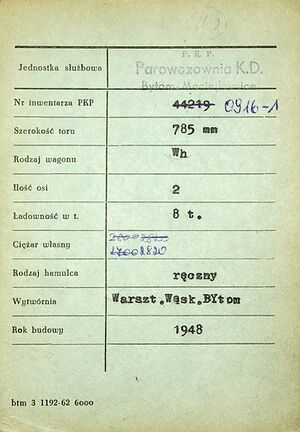 P. K. P.
Jednostka służbowa Parowozownia K.D.
Bytom
Nr inwentarza PKP 44219 0916-1
Szerokość toru 785 mm
Rodzaj wagonu Wh
Ilość osi 2
Ładowność w t. 8 t.
Ciężar własny 2820
Rodzaj hamulca ręczny
Wytwórnia Warszt.Wąsk.BYtom
Rok budowy 1948
btm 3 1192-62 6000